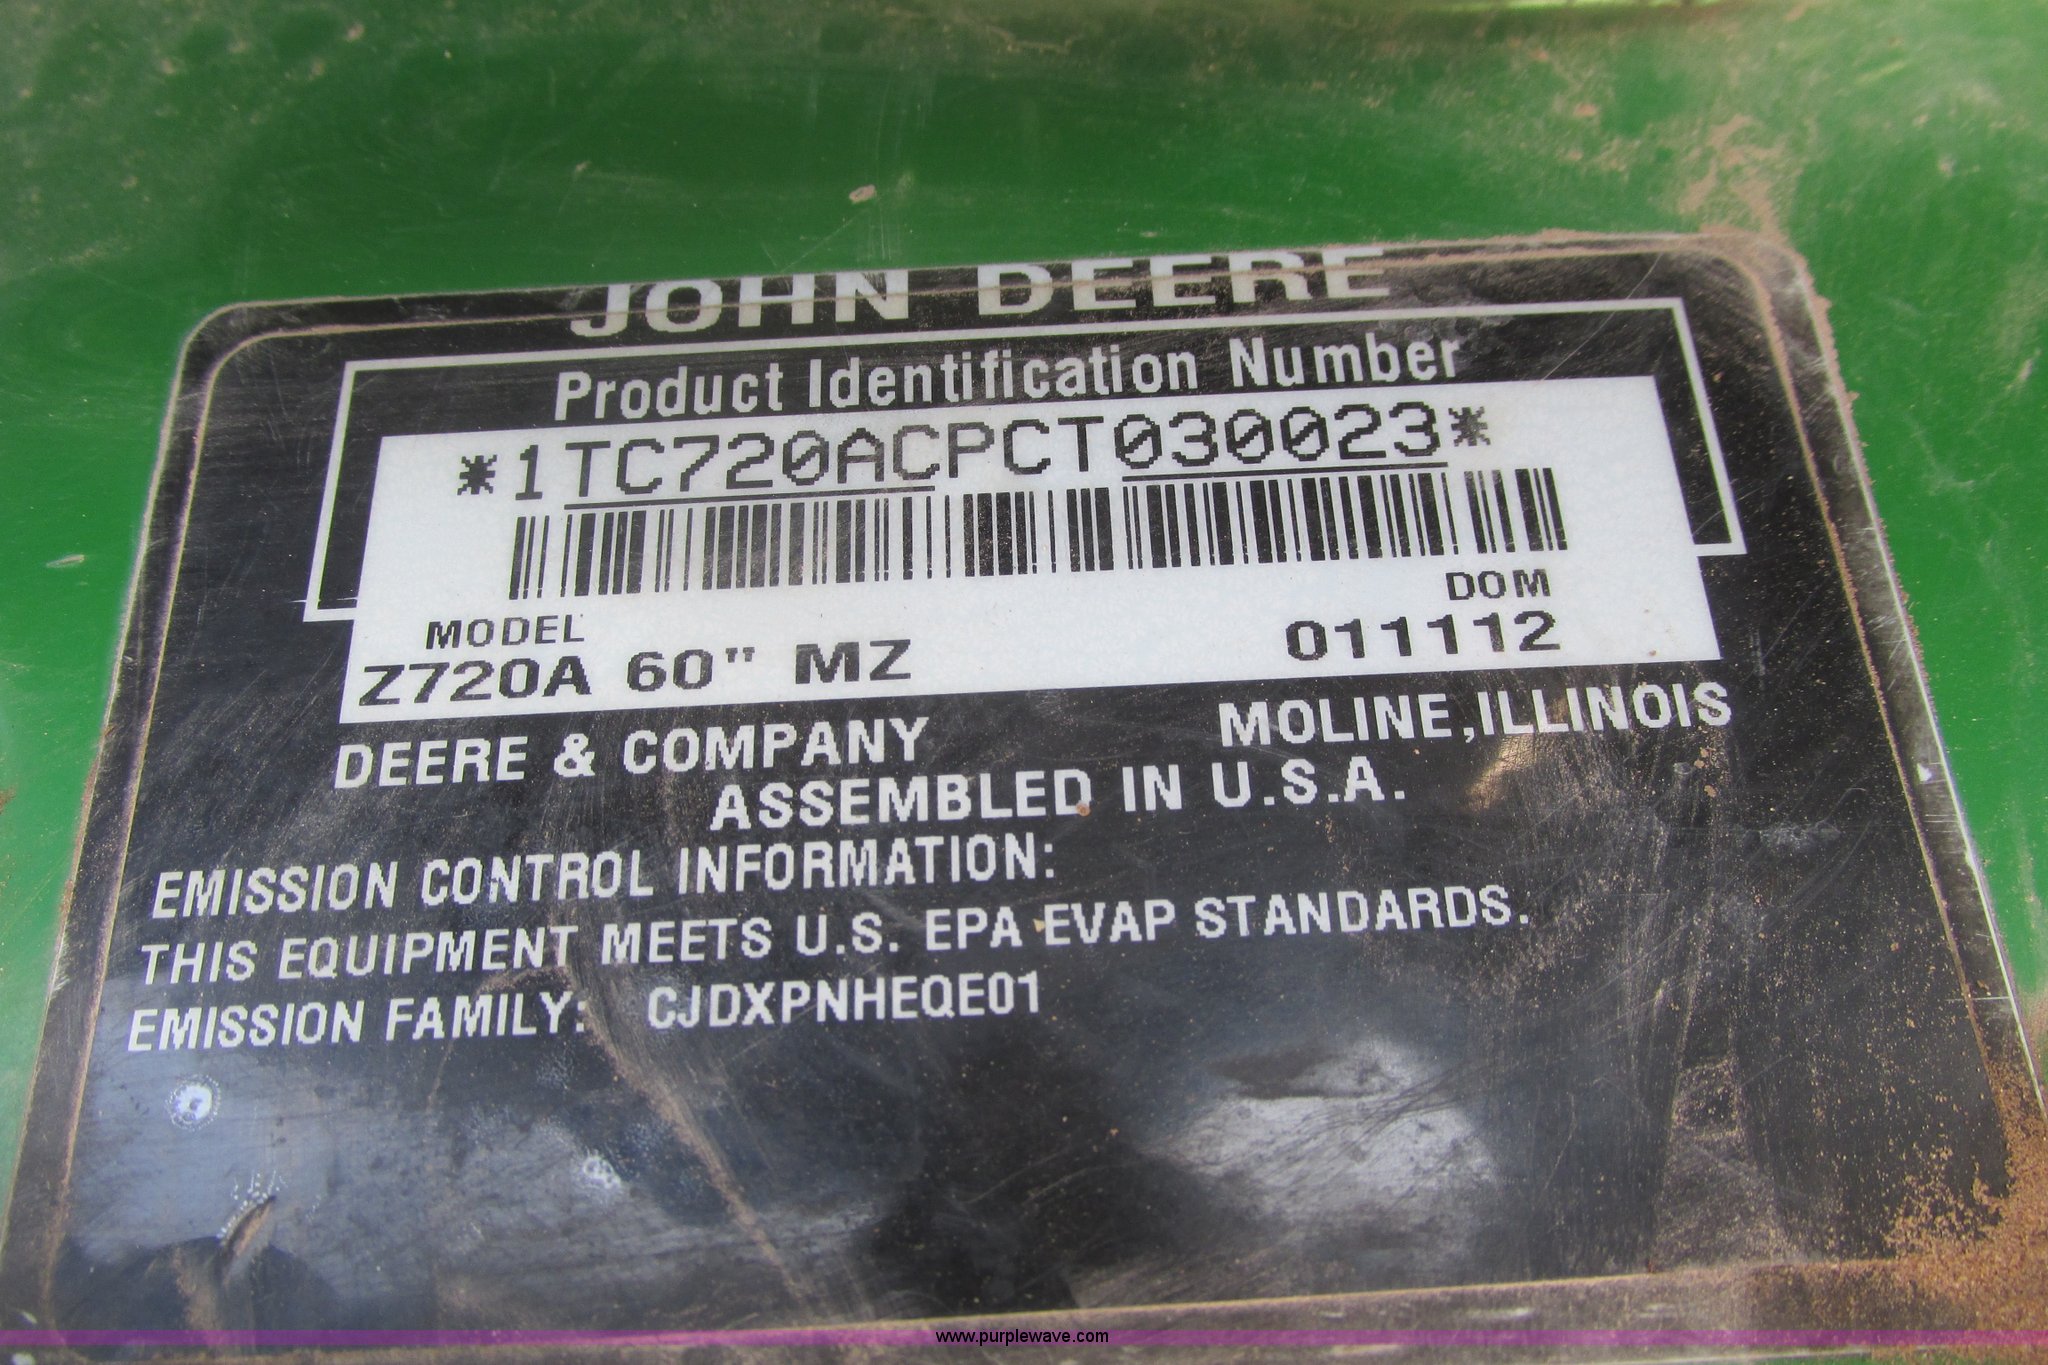 JOHN DEERE
Product Identification Number
*1TC720ACPCT030023*
MODEL
DOM
Z720A 60" MZ
011112
DEERE & COMPANY
MOLINE,ILLINOIS
ASSEMBLED IN U.S.A.
EMISSION CONTROL INFORMATION:
THIS EQUIPMENT MEETS U.S. EPA EVAP STANDARDS.
EMISSION FAMILY: CJDXPNHEQE01
www.purplewave.com